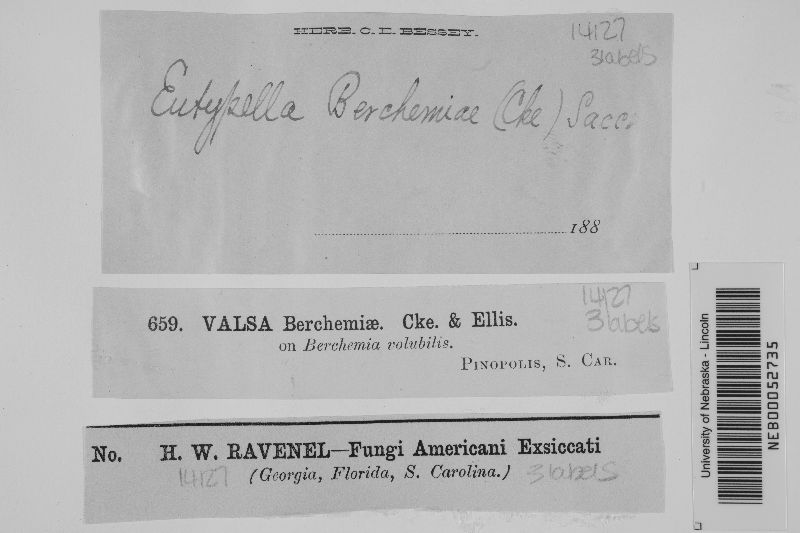 HERB. C. E. BESSEY.
14127
3 labels
Eutypella Berchemiae (Cke) Sacc.
188
14127
3 labels
659. VALSA Berchemiæ. Cke. & Ellis.
on Berchemia volubilis.
PINOPOLIS, S. CAR.
No. H. W. RAVENEL—Fungi Americani Exsiccati
14127 (Georgia, Florida, S. Carolina.) 3 labels
University of Nebraska - Lincoln
NEB00052735